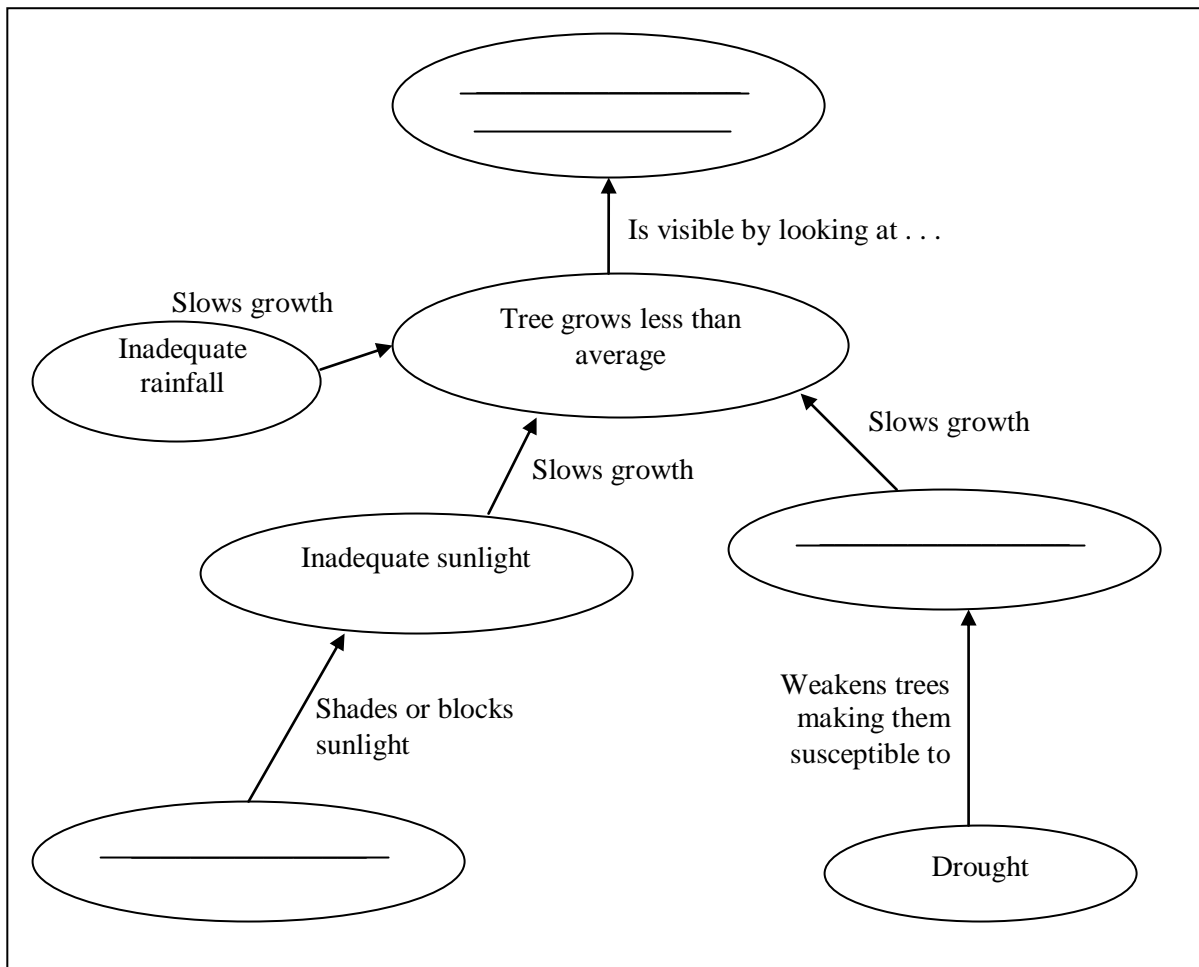 Is visible by looking at . . .
Slows growth
Inadequate
rainfall
Tree grows less than
average
Slows growth
Slows growth
Inadequate sunlight
Shades or blocks
sunlight
Weakens trees
making them
susceptible to
Drought